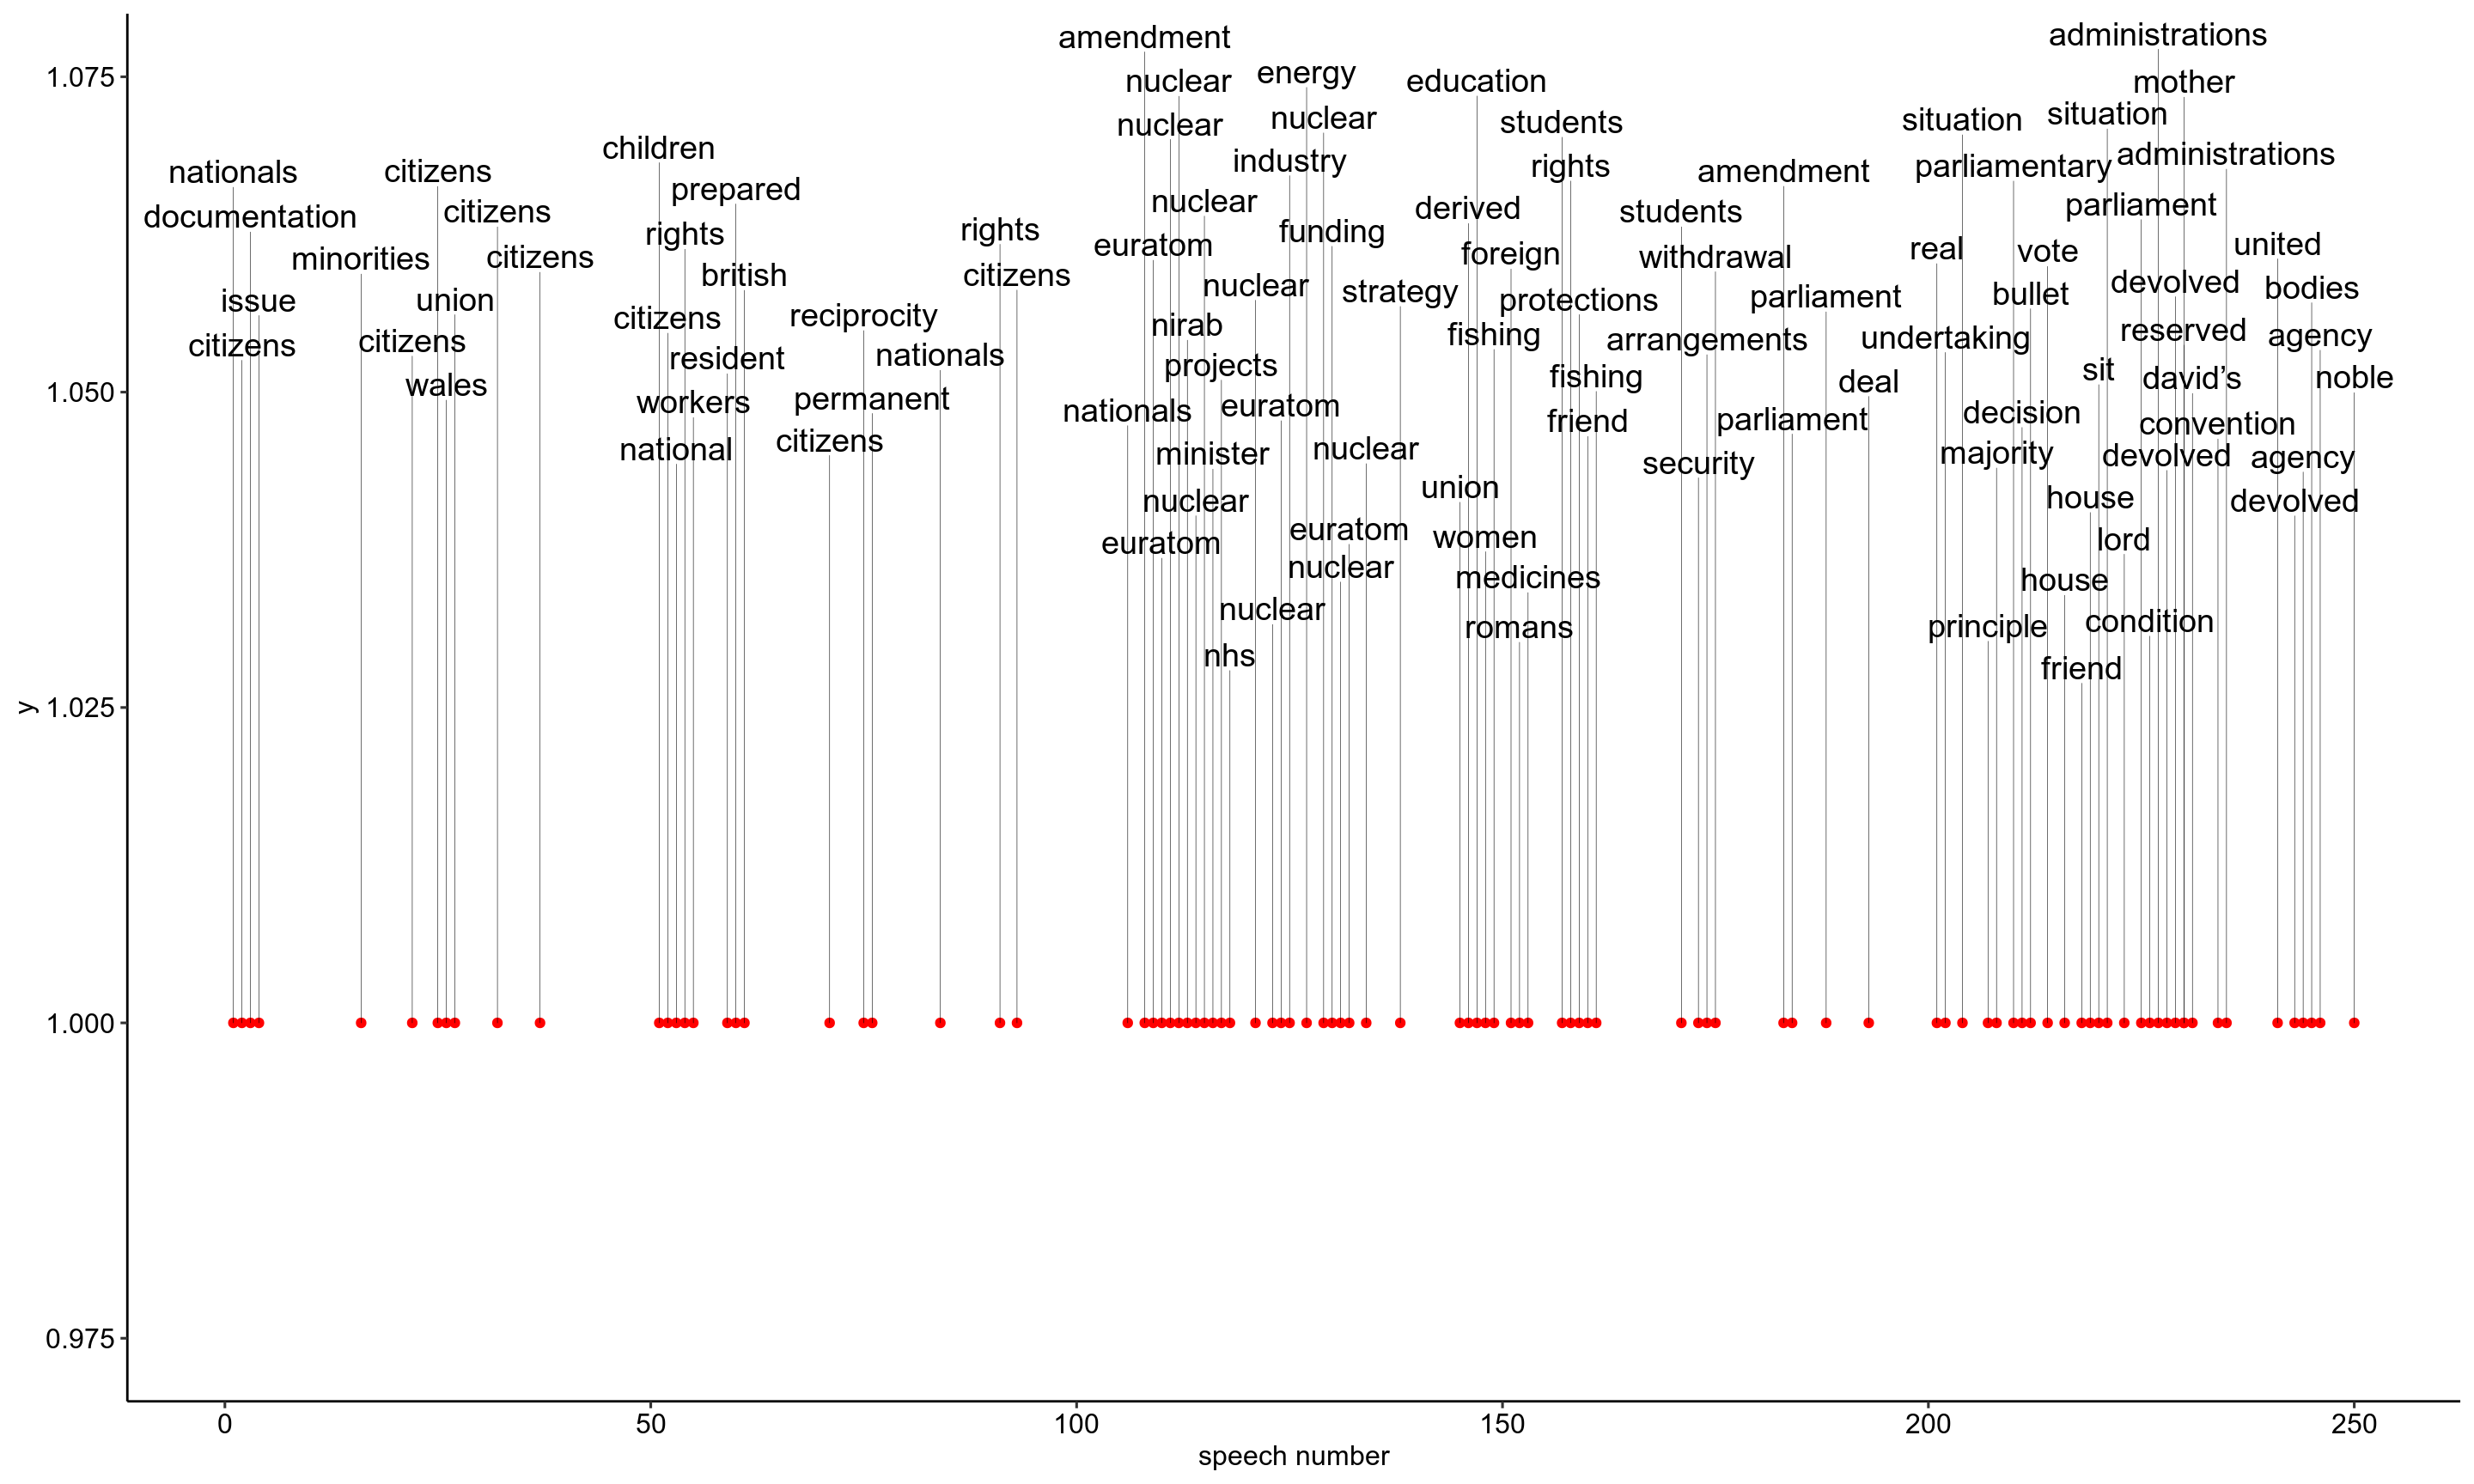 administrations
amendment
energy
1.075
nuclear
education
mother
situation
situation
nuclear
nuclear
students
children
administrations
industry
rights
parliamentary
nationals
citizens
amendment
prepared
nuclear
parliament
derived
students
documentation
citizens
rights
rights
funding
euratom
united
real
vote
foreign
minorities
citizens
withdrawal
british
citizens
devolved
nuclear
bodies
strategy
bullet
parliament
issue
union
protections
reciprocity
citizens
nirab
reserved
fishing
agency
undertaking
arrangements
citizens
citizens
nationals
resident
projects
sit
fishing
david’s
noble
deal
wales
1.050
permanent
workers
euratom
nationals
decision
parliament
friend
convention
citizens
national
nuclear
minister
majority
devolved
agency
security
union
house
nuclear
devolved
euratom
women
lord
euratom
nuclear
medicines
house
nuclear
condition
principle
romans
nhs
friend
y
1.025
1.000
0.975
0 50 100 150 200 250
speech number